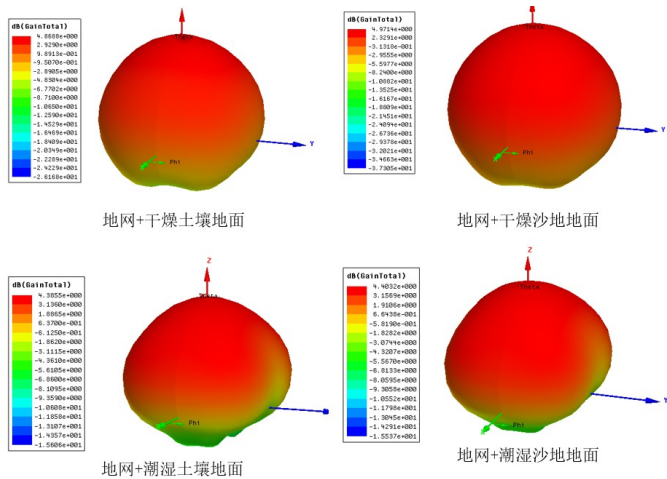 dB(GainTotal)
4.8688e+000
2.9290e+000
9.8913e-001
-9.5070e-001
-2.8905e+000
-4.8304e+000
-6.7702e+000
-8.7100e+000
-1.0650e+001
-1.2590e+001
-1.4529e+001
-1.6469e+001
-1.8409e+001
-2.0349e+001
-2.2289e+001
-2.4229e+001
-2.6168e+001
Theta
Phi
Y
地网+干燥土壤地面
dB(GainTotal)
4.9714e+000
2.3291e+000
-3.1318e-001
-2.9555e+000
-5.5977e+000
-8.2400e+000
-1.0882e+001
-1.3525e+001
-1.6167e+001
-1.8809e+001
-2.1451e+001
-2.4094e+001
-2.6736e+001
-2.9378e+001
-3.2021e+001
-3.4663e+001
-3.7305e+001
Theta
Phi
Y
地网+干燥沙地地面
dB(GainTotal)
4.3855e+000
3.1360e+000
1.8865e+000
6.3700e-001
-6.1250e-001
-1.8620e+000
-3.1115e+000
-4.3610e+000
-5.6105e+000
-6.8600e+000
-8.1095e+000
-9.3590e+000
-1.0608e+001
-1.1858e+001
-1.3107e+001
-1.4357e+001
-1.5606e+001
Z
Theta
Phi
地网+潮湿土壤地面
dB(GainTotal)
4.4032e+000
3.1569e+000
1.9106e+000
6.6438e-001
-5.8190e-001
-1.8282e+000
-3.0744e+000
-4.3207e+000
-5.5670e+000
-6.8133e+000
-8.0595e+000
-9.3058e+000
-1.0552e+001
-1.1798e+001
-1.3045e+001
-1.4291e+001
-1.5537e+001
Z
Theta
Phi
Y
地网+潮湿沙地地面